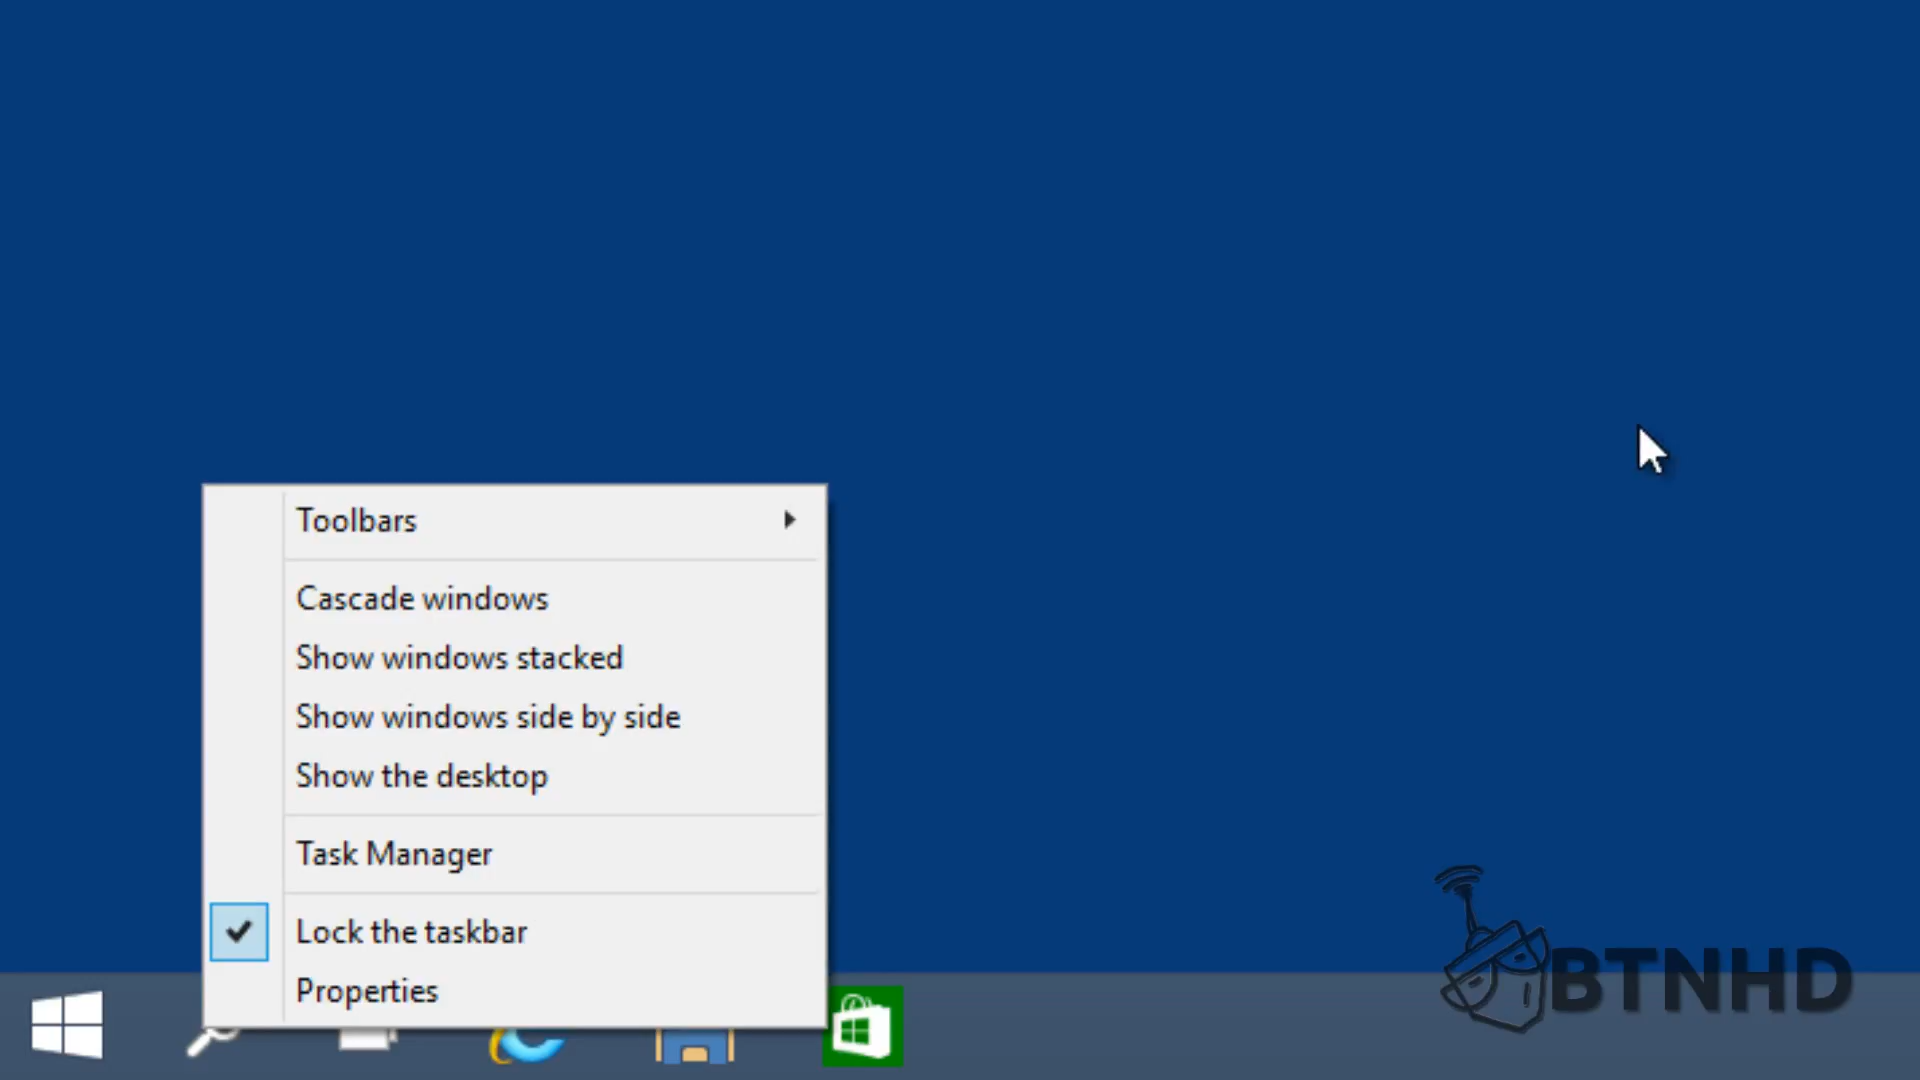 Toolbars
Cascade windows
Show windows stacked
Show windows side by side
Show the desktop
Task Manager
Lock the taskbar
Properties
BTNHD